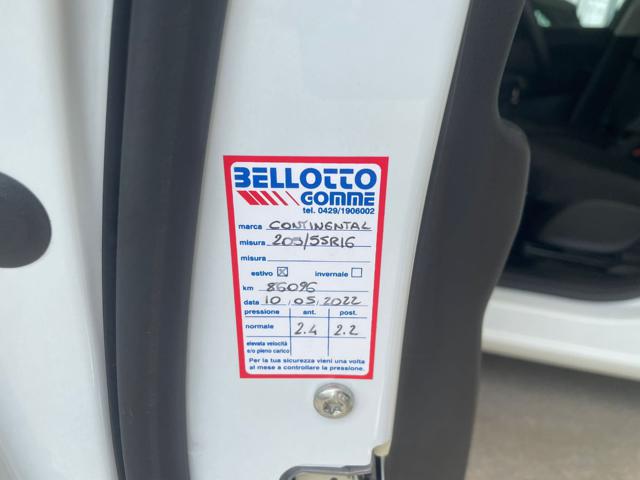 BELLOTTO
GOMME
tel. 0429/1906002
marca CONTINENTAL
misura 205/55R16
misura
estivo ☒ invernale ☐
km 86096
data 10.05.2022
pressione ant. post.
normale 2.4 2.2
elevata velocità
e/o pieno carico
Per la tua sicurezza vieni una volta
al mese a controllare la pressione.